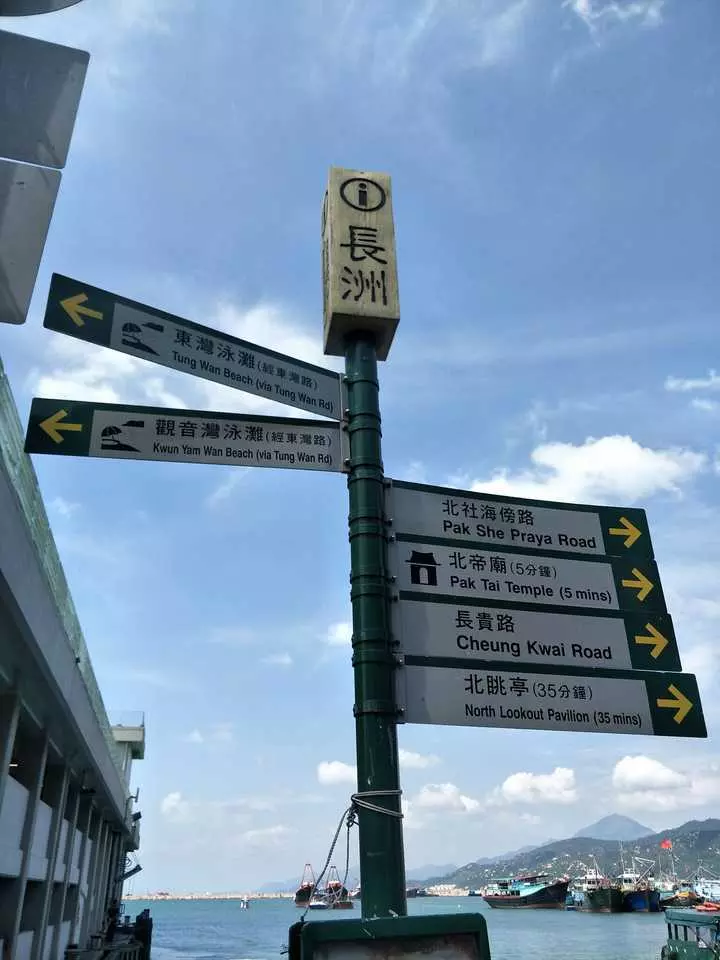 i
長洲
東灣泳灘(經東灣路)
Tung Wan Beach (via Tung Wan Rd)
觀音灣泳灘(經東灣路)
Kwun Yam Wan Beach (via Tung Wan Rd)
北社海傍路
Pak She Praya Road
北帝廟(5分鐘)
Pak Tai Temple (5 mins)
長貴路
Cheung Kwai Road
北眺亭(35分鐘)
North Lookout Pavilion (35 mins)